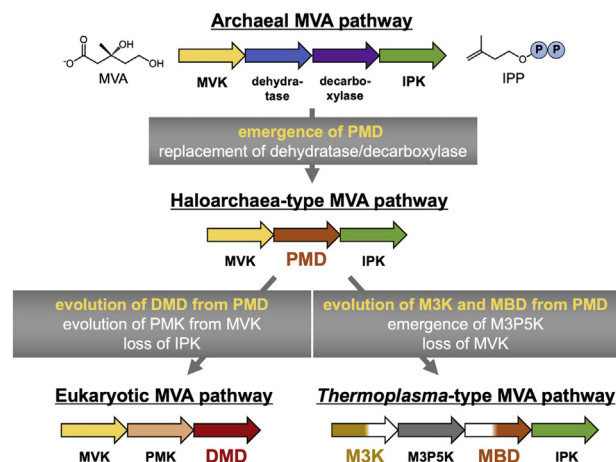 Archaeal MVA pathway
O
OH
-O
OH
MVA
MVK
dehydra-
tase
decarbo-
xylase
IPK
O
P P
IPP
emergence of PMD
replacement of dehydratase/decarboxylase
Haloarchaea-type MVA pathway
MVK
PMD
IPK
evolution of DMD from PMD
evolution of PMK from MVK
loss of IPK
evolution of M3K and MBD from PMD
emergence of M3P5K
loss of MVK
Eukaryotic MVA pathway
MVK
PMK
DMD
Thermoplasma-type MVA pathway
M3K
M3P5K
MBD
IPK